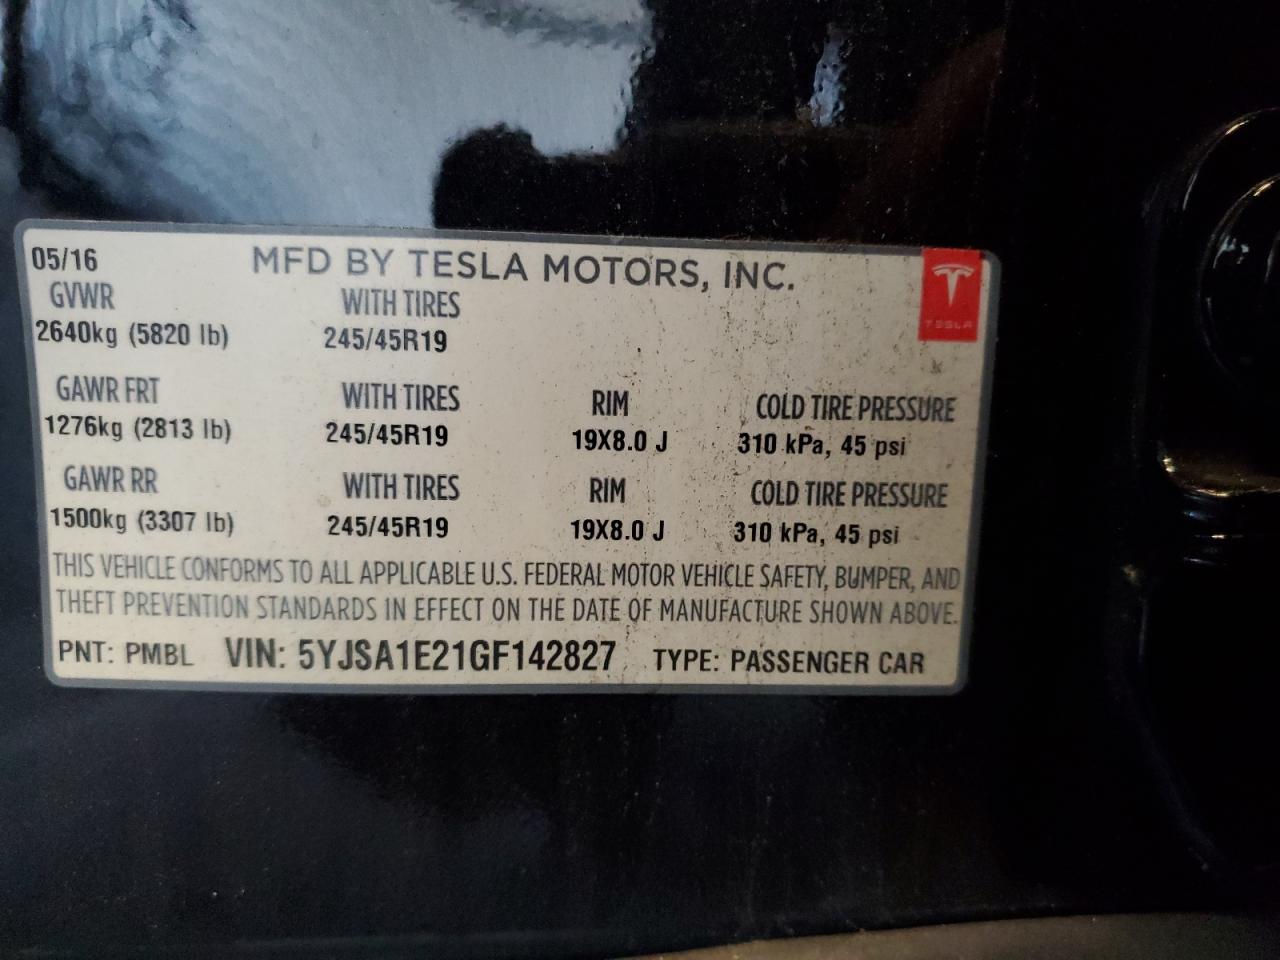 05/16 MFD BY TESLA MOTORS, INC.
TESLA
GVWR WITH TIRES
2640kg (5820 lb) 245/45R19
GAWR FRT WITH TIRES RIM COLD TIRE PRESSURE
1276kg (2813 lb) 245/45R19 19X8.0 J 310 kPa, 45 psi
GAWR RR WITH TIRES RIM COLD TIRE PRESSURE
1500kg (3307 lb) 245/45R19 19X8.0 J 310 kPa, 45 psi
THIS VEHICLE CONFORMS TO ALL APPLICABLE U.S. FEDERAL MOTOR VEHICLE SAFETY, BUMPER, AND
THEFT PREVENTION STANDARDS IN EFFECT ON THE DATE OF MANUFACTURE SHOWN ABOVE.
PNT: PMBL VIN: 5YJSA1E21GF142827 TYPE: PASSENGER CAR